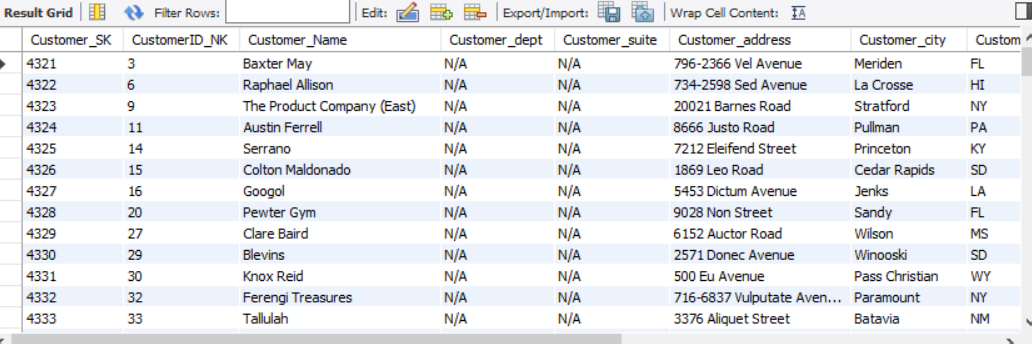 Result Grid Filter Rows: Edit: Export/Import: Wrap Cell Content:
Customer_SK CustomerID_NK Customer_Name Customer_dept Customer_suite Customer_address Customer_city Custom
4321 3 Baxter May N/A N/A 796-2366 Vel Avenue Meriden FL
4322 6 Raphael Allison N/A N/A 734-2598 Sed Avenue La Crosse HI
4323 9 The Product Company (East) N/A N/A 20021 Barnes Road Stratford NY
4324 11 Austin Ferrell N/A N/A 8666 Justo Road Pullman PA
4325 14 Serrano N/A N/A 7212 Eleifend Street Princeton KY
4326 15 Colton Maldonado N/A N/A 1869 Leo Road Cedar Rapids SD
4327 16 Googol N/A N/A 5453 Dictum Avenue Jenks LA
4328 20 Pewter Gym N/A N/A 9028 Non Street Sandy FL
4329 27 Clare Baird N/A N/A 6152 Auctor Road Wilson MS
4330 29 Blevins N/A N/A 2571 Donec Avenue Winooski SD
4331 30 Knox Reid N/A N/A 500 Eu Avenue Pass Christian WY
4332 32 Ferengi Treasures N/A N/A 716-6837 Vulputate Aven... Paramount NY
4333 33 Tallulah N/A N/A 3376 Aliquet Street Batavia NM